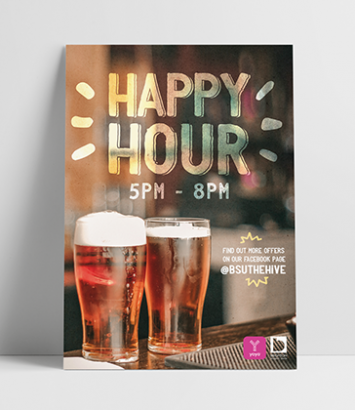 HAPPY
HOUR
5PM - 8PM
FIND OUT MORE OFFERS
ON OUR FACEBOOK PAGE
@BSUTHEHIVE